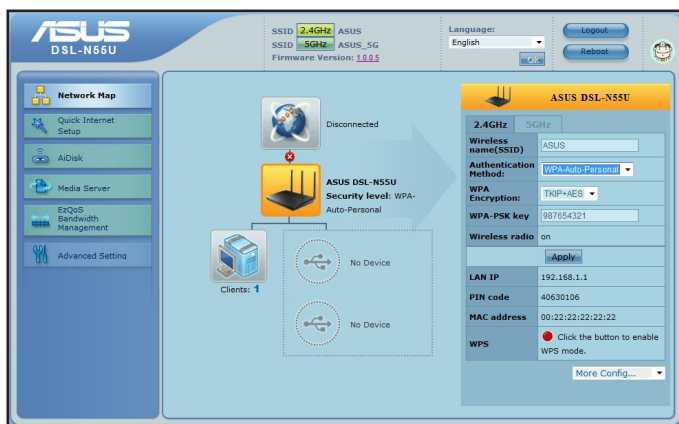 ASUS
DSL-N55U
SSID 2.4GHz ASUS
SSID 5GHz ASUS_5G
Firmware Version: 1.0.0.5
Language:
English
OK
Logout
Reboot
Network Map
Quick Internet
Setup
AiDisk
Media Server
EzQoS
Bandwidth
Management
Advanced Setting
Disconnected
ASUS DSL-N55U
Security level: WPA-
Auto-Personal
Clients: 1
No Device
No Device
ASUS DSL-N55U
2.4GHz 5GHz
Wireless
name(SSID) ASUS
Authentication
Method: WPA-Auto-Personal
WPA
Encryption: TKIP+AES
WPA-PSK key 987654321
Wireless radio on
Apply
LAN IP 192.168.1.1
PIN code 40630106
MAC address 00:22:22:22:22:22
WPS Click the button to enable
WPS mode.
More Config...